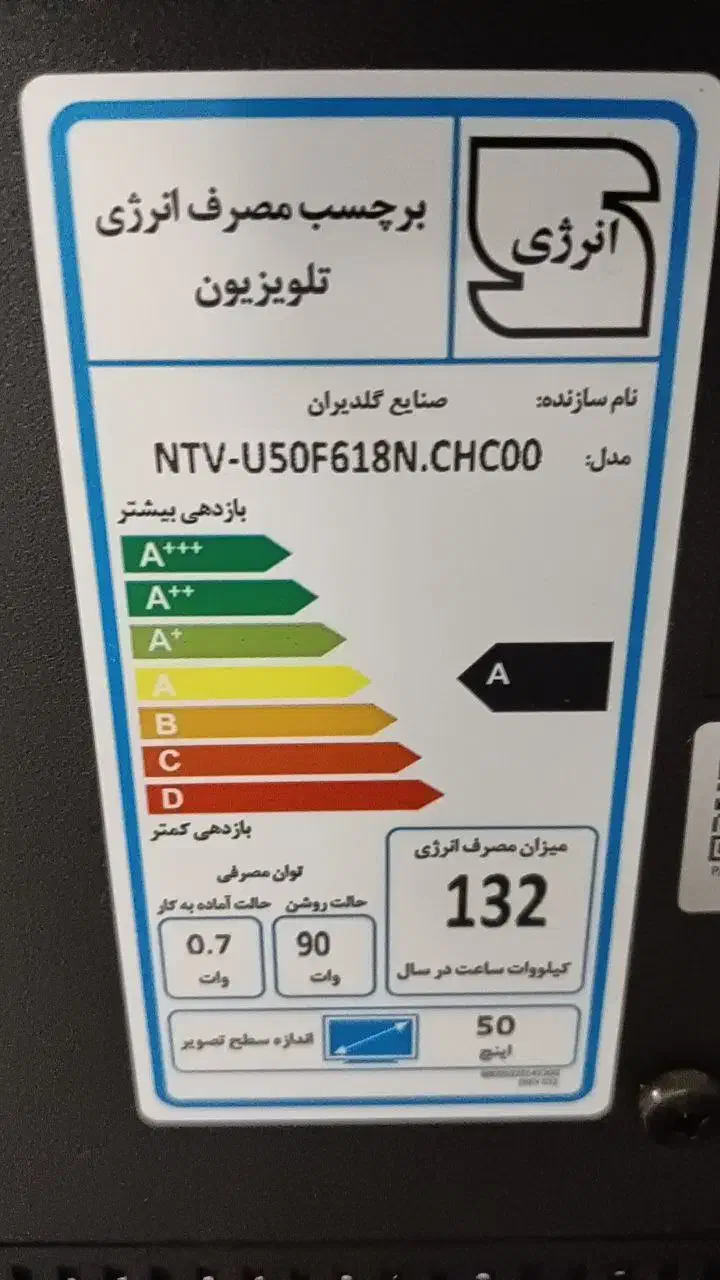 برچسب مصرف انرژی
تلویزیون
انرژی
نام سازنده: صنایع گلدیران
مدل: NTV-U50F618N.CHC00
بازدهی بیشتر
A+++
A++
A+
A
A
B
C
D
بازدهی کمتر
میزان مصرف انرژی
132
کیلووات ساعت در سال
توان مصرفی
حالت روشن
90
وات
حالت آماده به کار
0.7
وات
اندازه سطح تصویر
50
اینچ